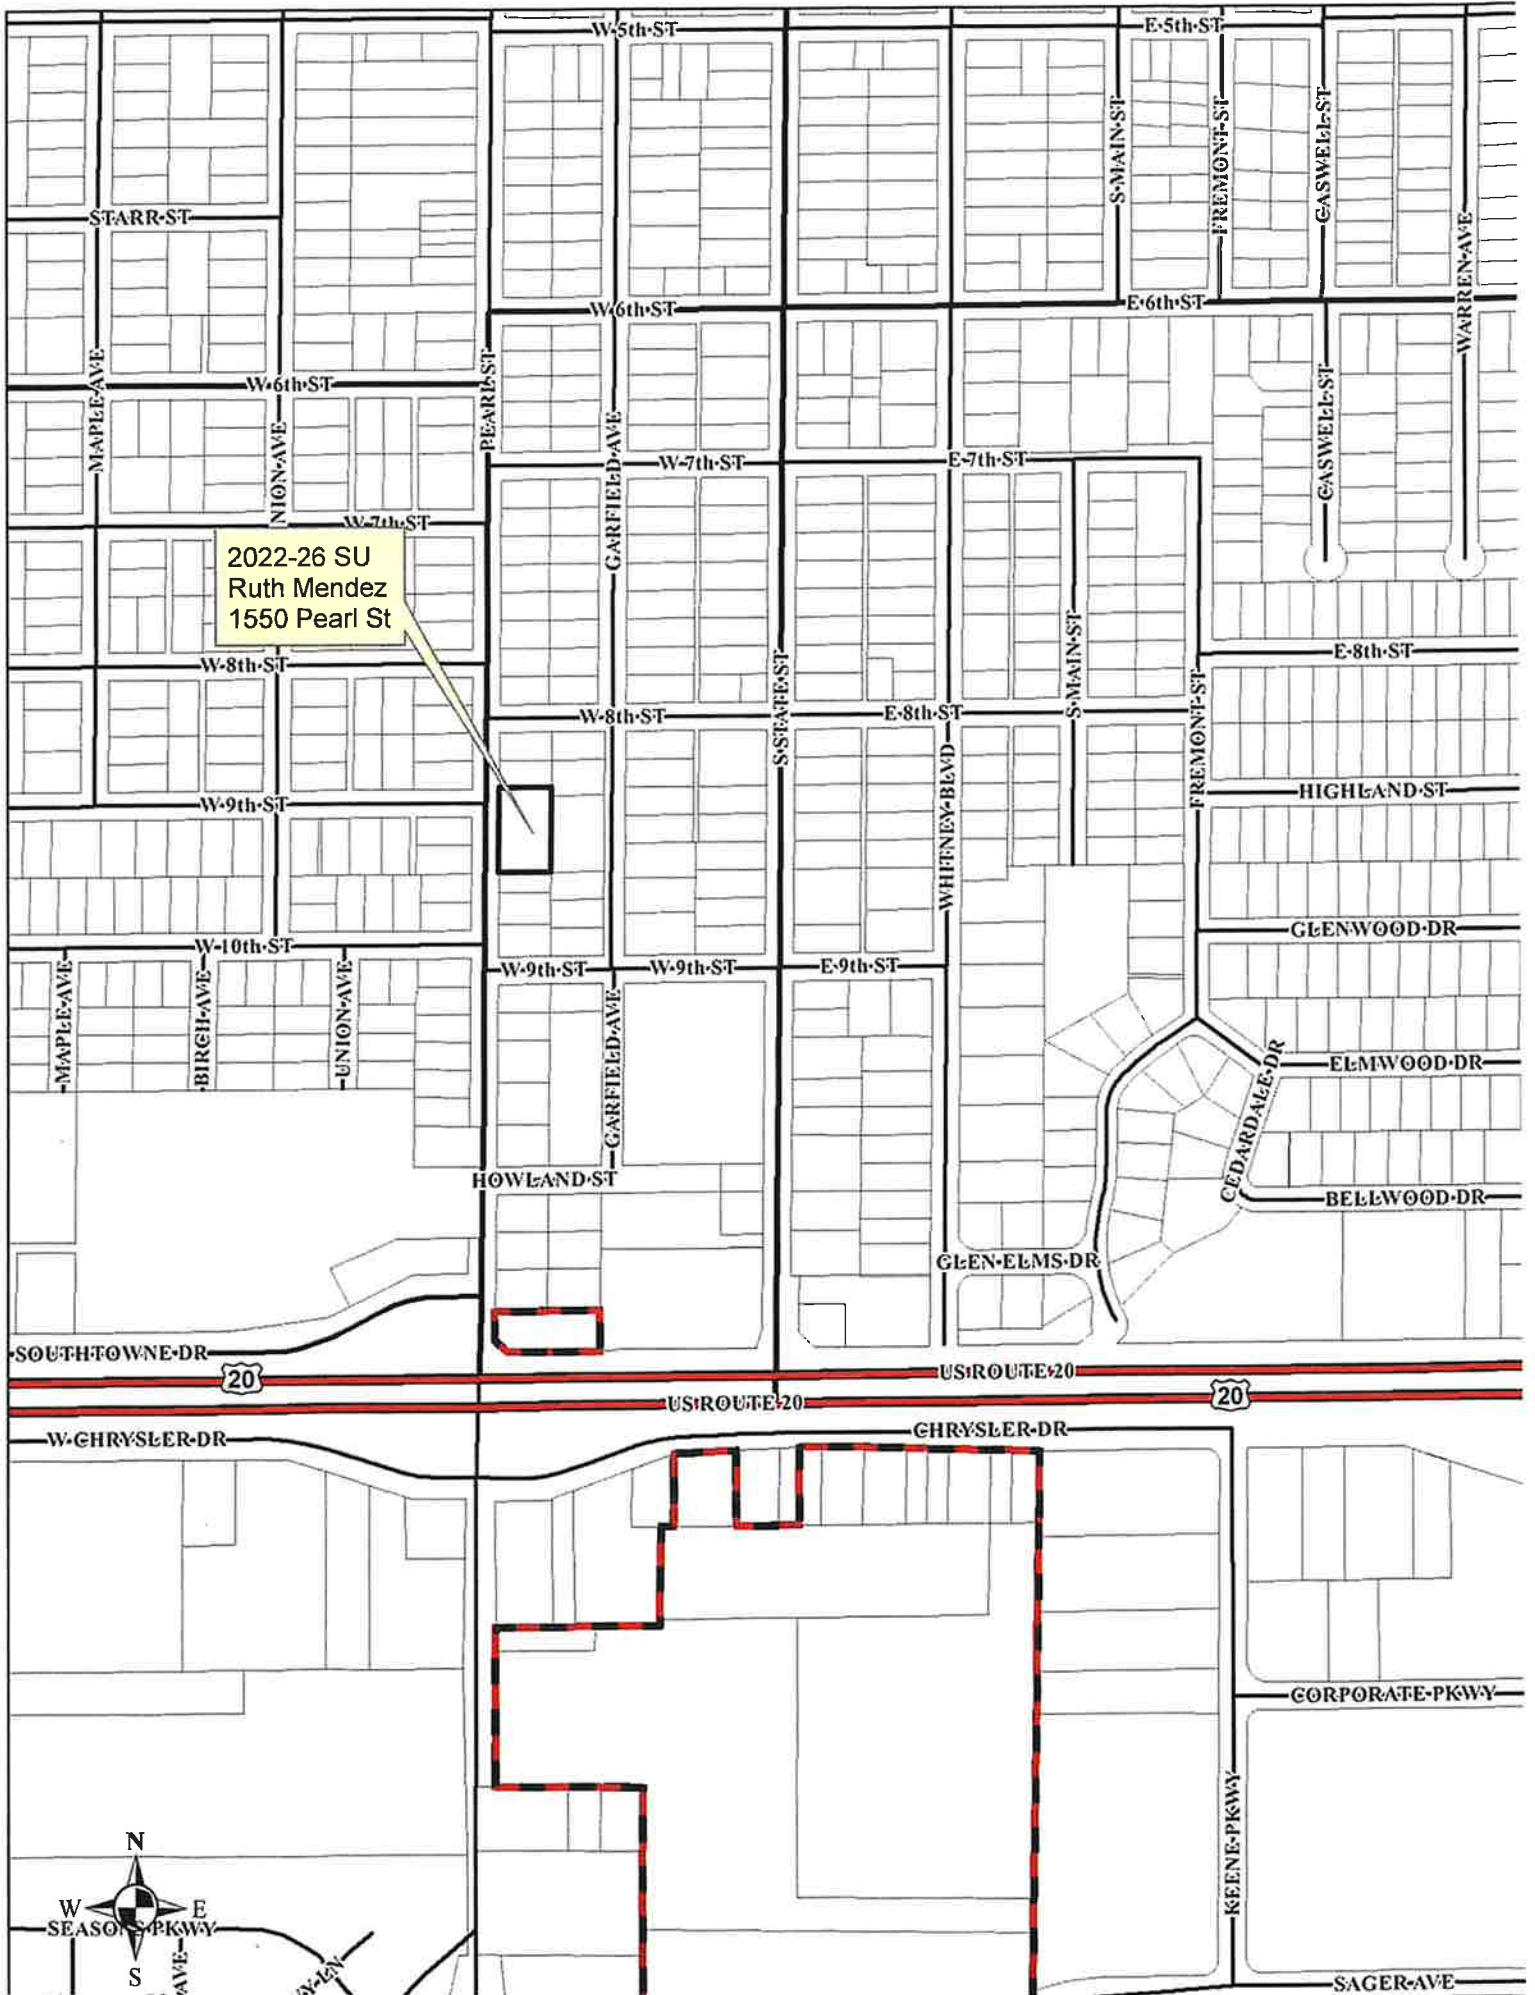 W 5th ST
E 5th ST
S MAIN ST
FREMONT ST
CASWELL ST
WARREN AVE
STARR ST
W 6th ST
E 6th ST
MAPLE AVE
W 6th ST
NION AVE
PEARL ST
GARFIELD AVE
CASWELL ST
W 7th ST
E 7th ST
W 7th ST
2022-26 SU
Ruth Mendez
1550 Pearl St
W 8th ST
S STATE ST
S MAIN ST
E 8th ST
W 8th ST
E 8th ST
FREMONT ST
WHITNEY BLVD
HIGHLAND ST
W 9th ST
GLENWOOD DR
W 10th ST
W 9th ST
W 9th ST
E 9th ST
MAPLE AVE
BIRCH AVE
UNION AVE
GARFIELD AVE
ELMWOOD DR
CEDARDALE DR
HOWLAND ST
BELLWOOD DR
GLEN ELMS DR
SOUTHTOWNE DR
20
US ROUTE 20
US ROUTE 20
20
W CHRYSLER DR
CHRYSLER DR
CORPORATE PKWY
KEENE PKWY
N
W
E
S
SAGER AVE